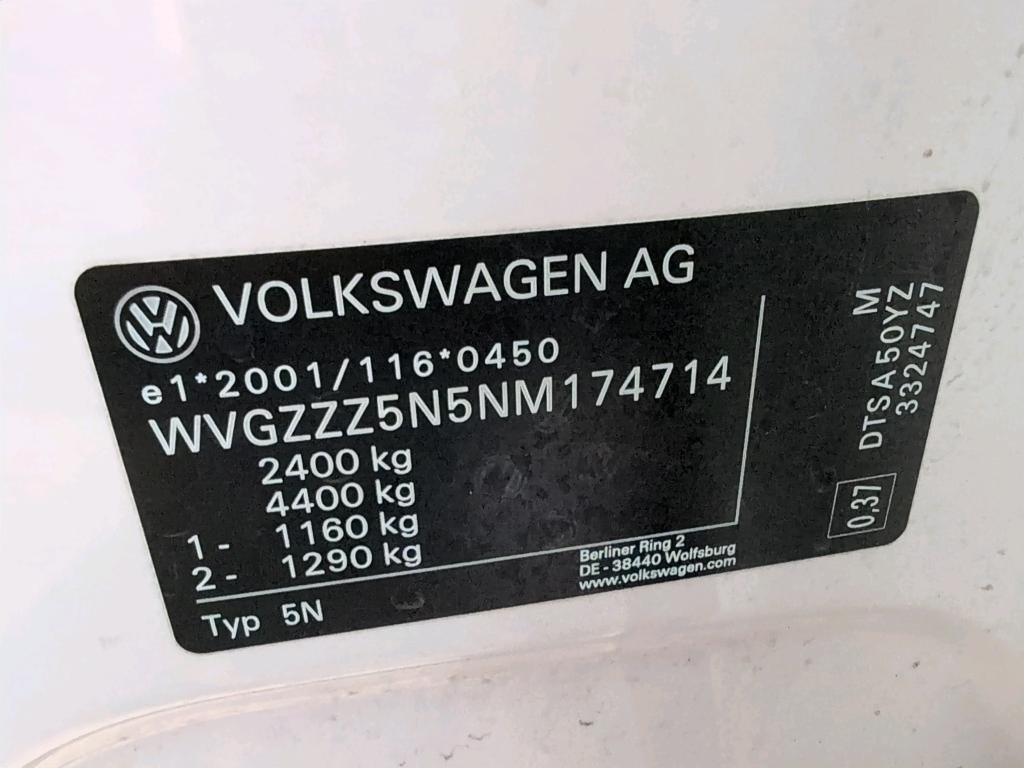 VOLKSWAGEN AG
e1*2001/116*0450
WVGZZZ5N5NM174714
2400 kg
4400 kg
1 - 1160 kg
2 - 1290 kg
Typ 5N
Berliner Ring 2
DE - 38440 Wolfsburg
www.volkswagen.com
M
DTSA50YZ
3324747
0,37